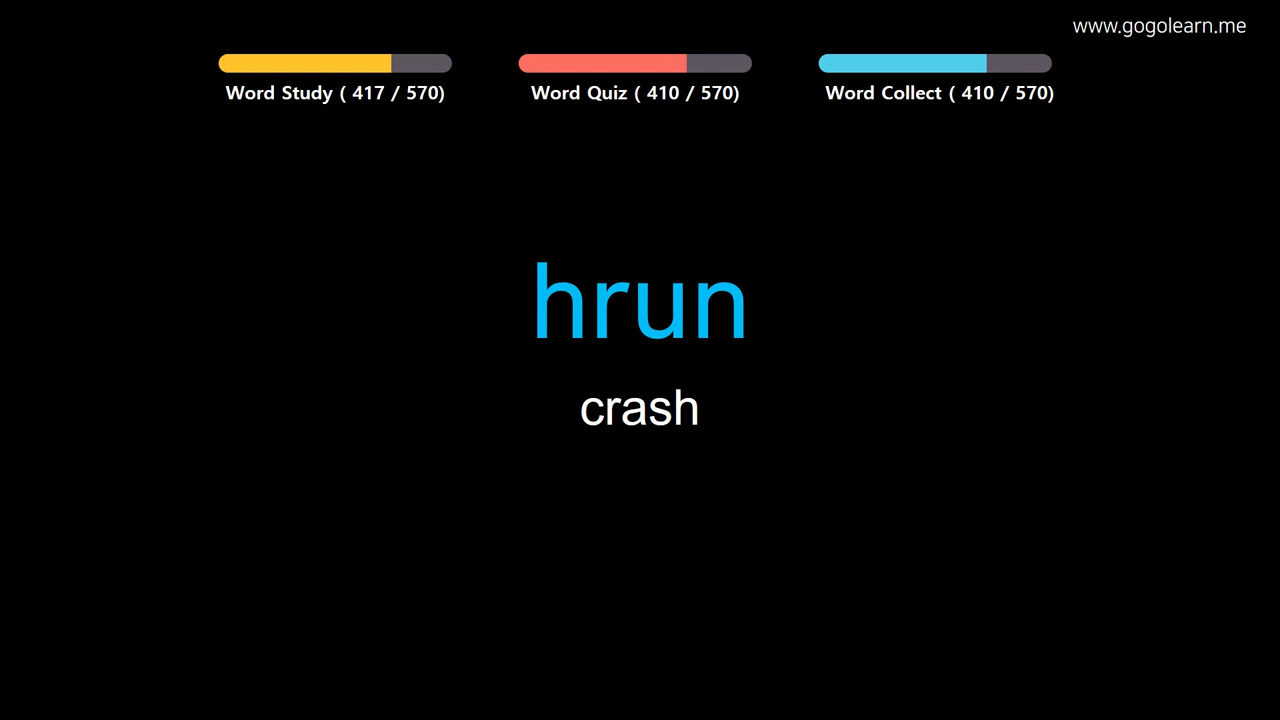 www.gogolearn.me
Word Study ( 417 / 570)
Word Quiz ( 410 / 570)
Word Collect ( 410 / 570)
hrun
crash